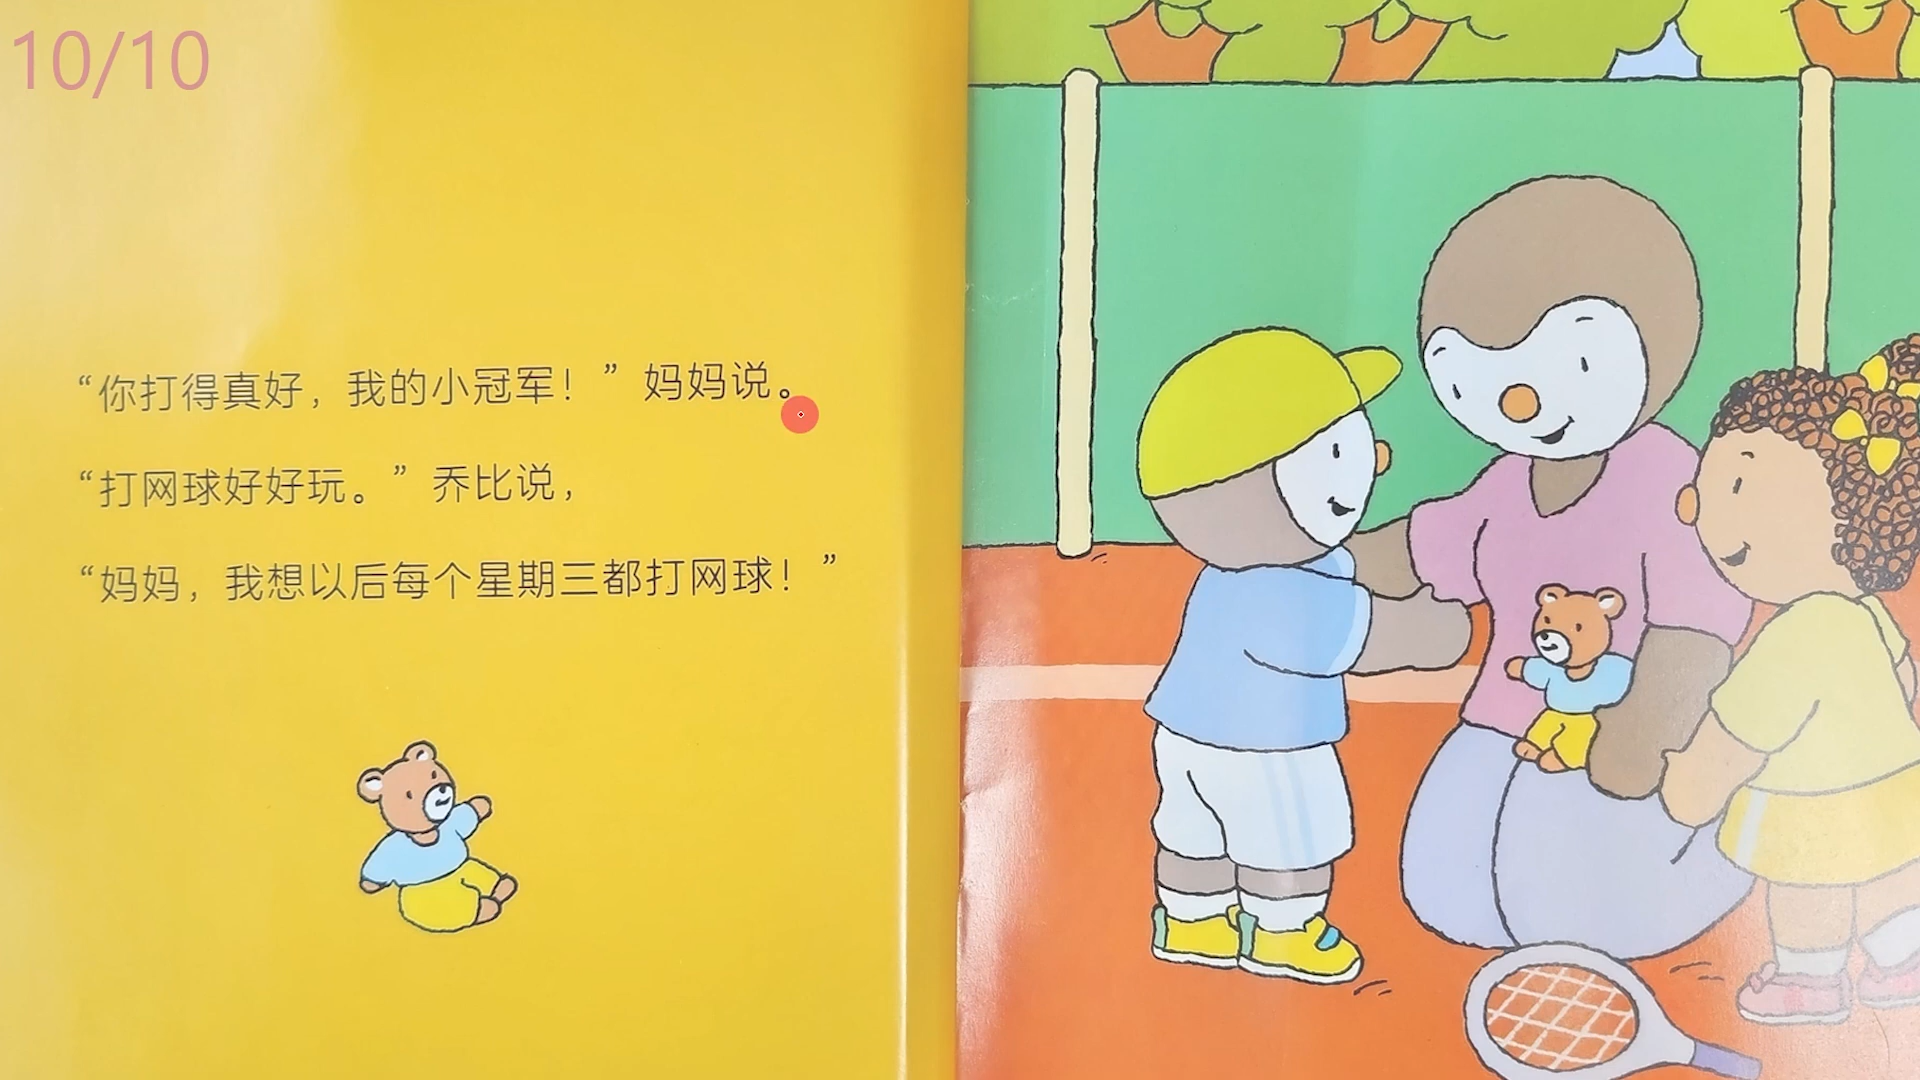 10/10
“你打得真好，我的小冠军！”妈妈说。
“打网球好好玩。”乔比说，
“妈妈，我想以后每个星期三都打网球！”